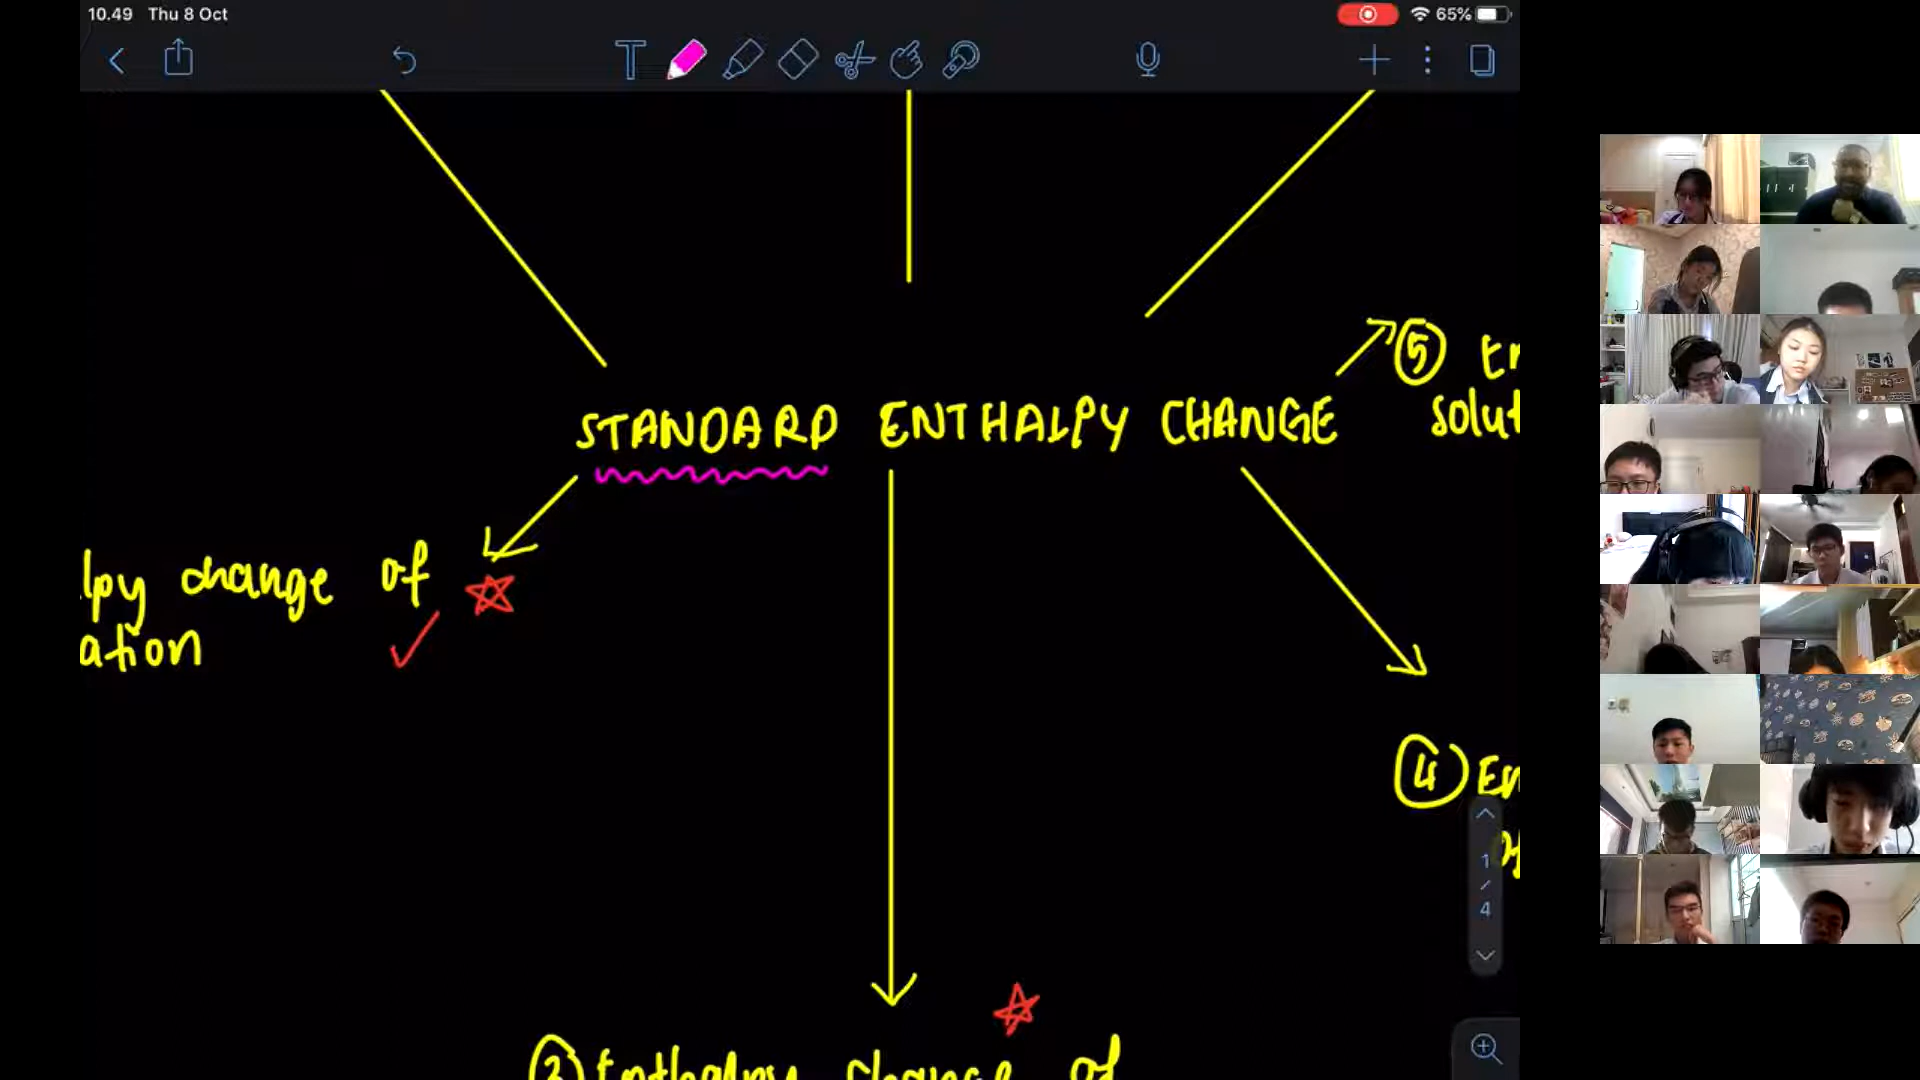 10.49 Thu 8 Oct
65%
STANDARD ENTHALPY CHANGE
⑤ En
solut
lpy change of
ation
④ En
of
1
/
4
③ Enthalpy change of